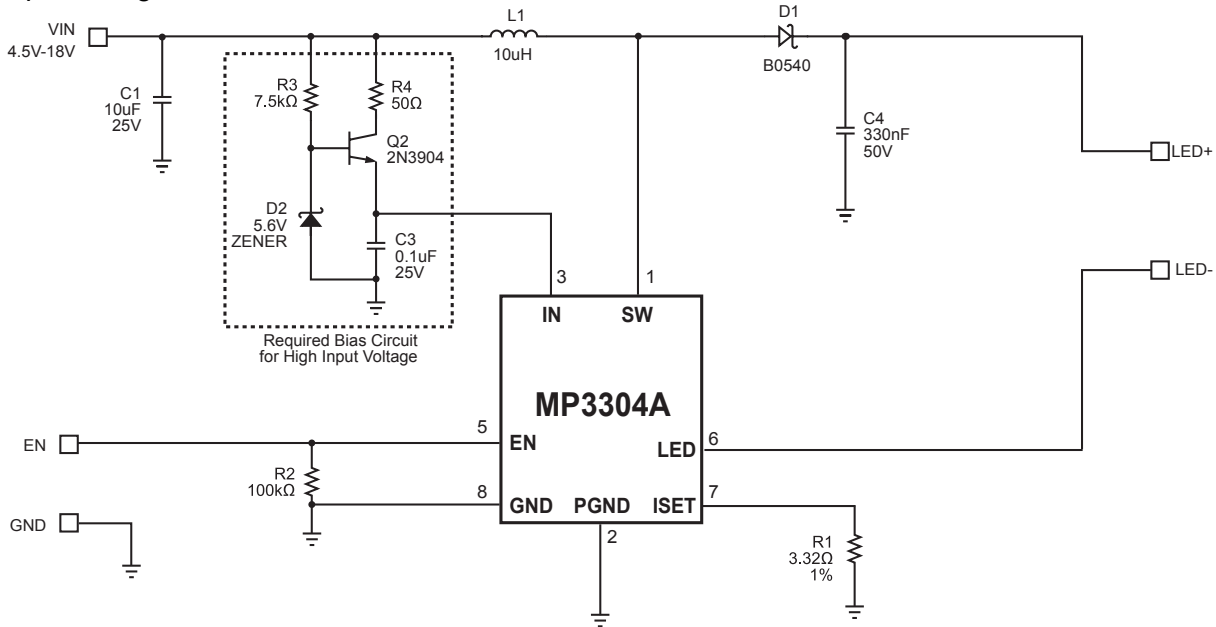 VIN
4.5V-18V
C1
10uF
25V
R3
7.5kΩ
R4
50Ω
Q2
2N3904
D2
5.6V
ZENER
C3
0.1uF
25V
Required Bias Circuit
for High Input Voltage
L1
10uH
D1
B0540
C4
330nF
50V
LED+
LED-
3
1
IN
SW
MP3304A
EN
5
EN
R2
100kΩ
8
GND
PGND
ISET
LED
6
7
2
GND
R1
3.32Ω
1%